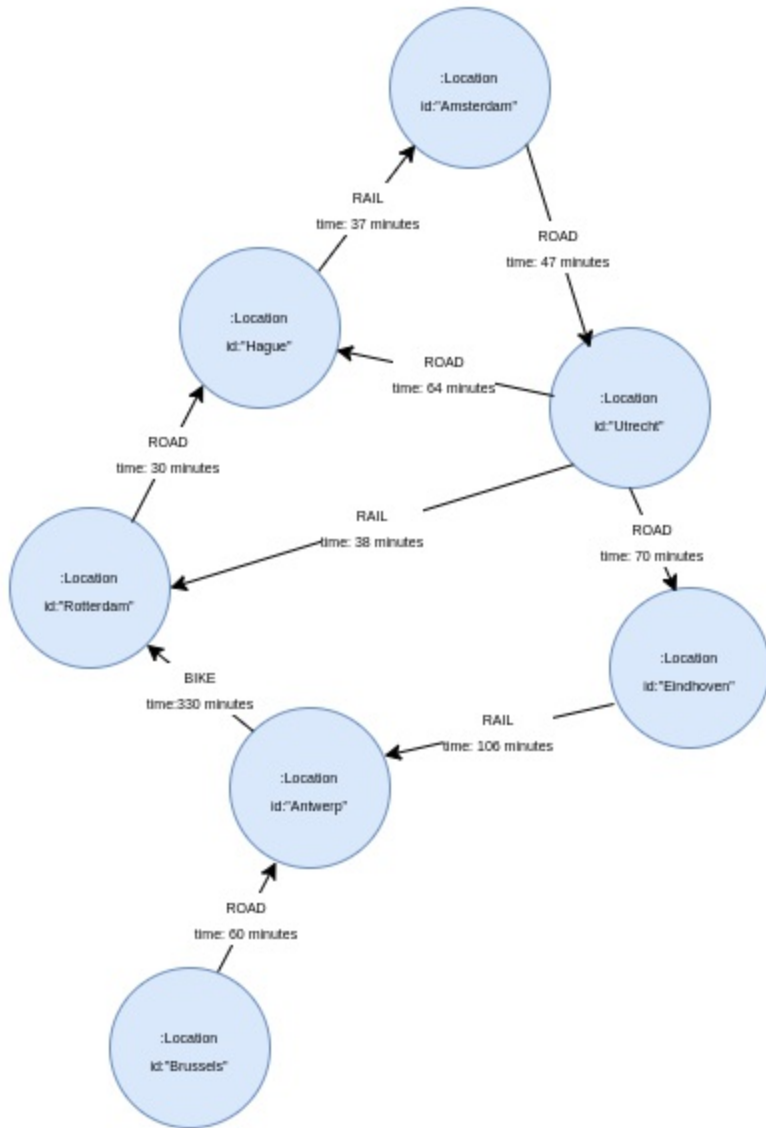 :Location
id:"Amsterdam"
RAIL
time: 37 minutes
ROAD
time: 47 minutes
:Location
id:"Hague"
ROAD
time: 64 minutes
:Location
id:"Utrecht"
ROAD
time: 30 minutes
RAIL
time: 38 minutes
ROAD
time: 70 minutes
:Location
id:"Rotterdam"
:Location
id:"Eindhoven"
BIKE
time:330 minutes
RAIL
time: 106 minutes
:Location
id:"Antwerp"
ROAD
time: 60 minutes
:Location
id:"Brussels"